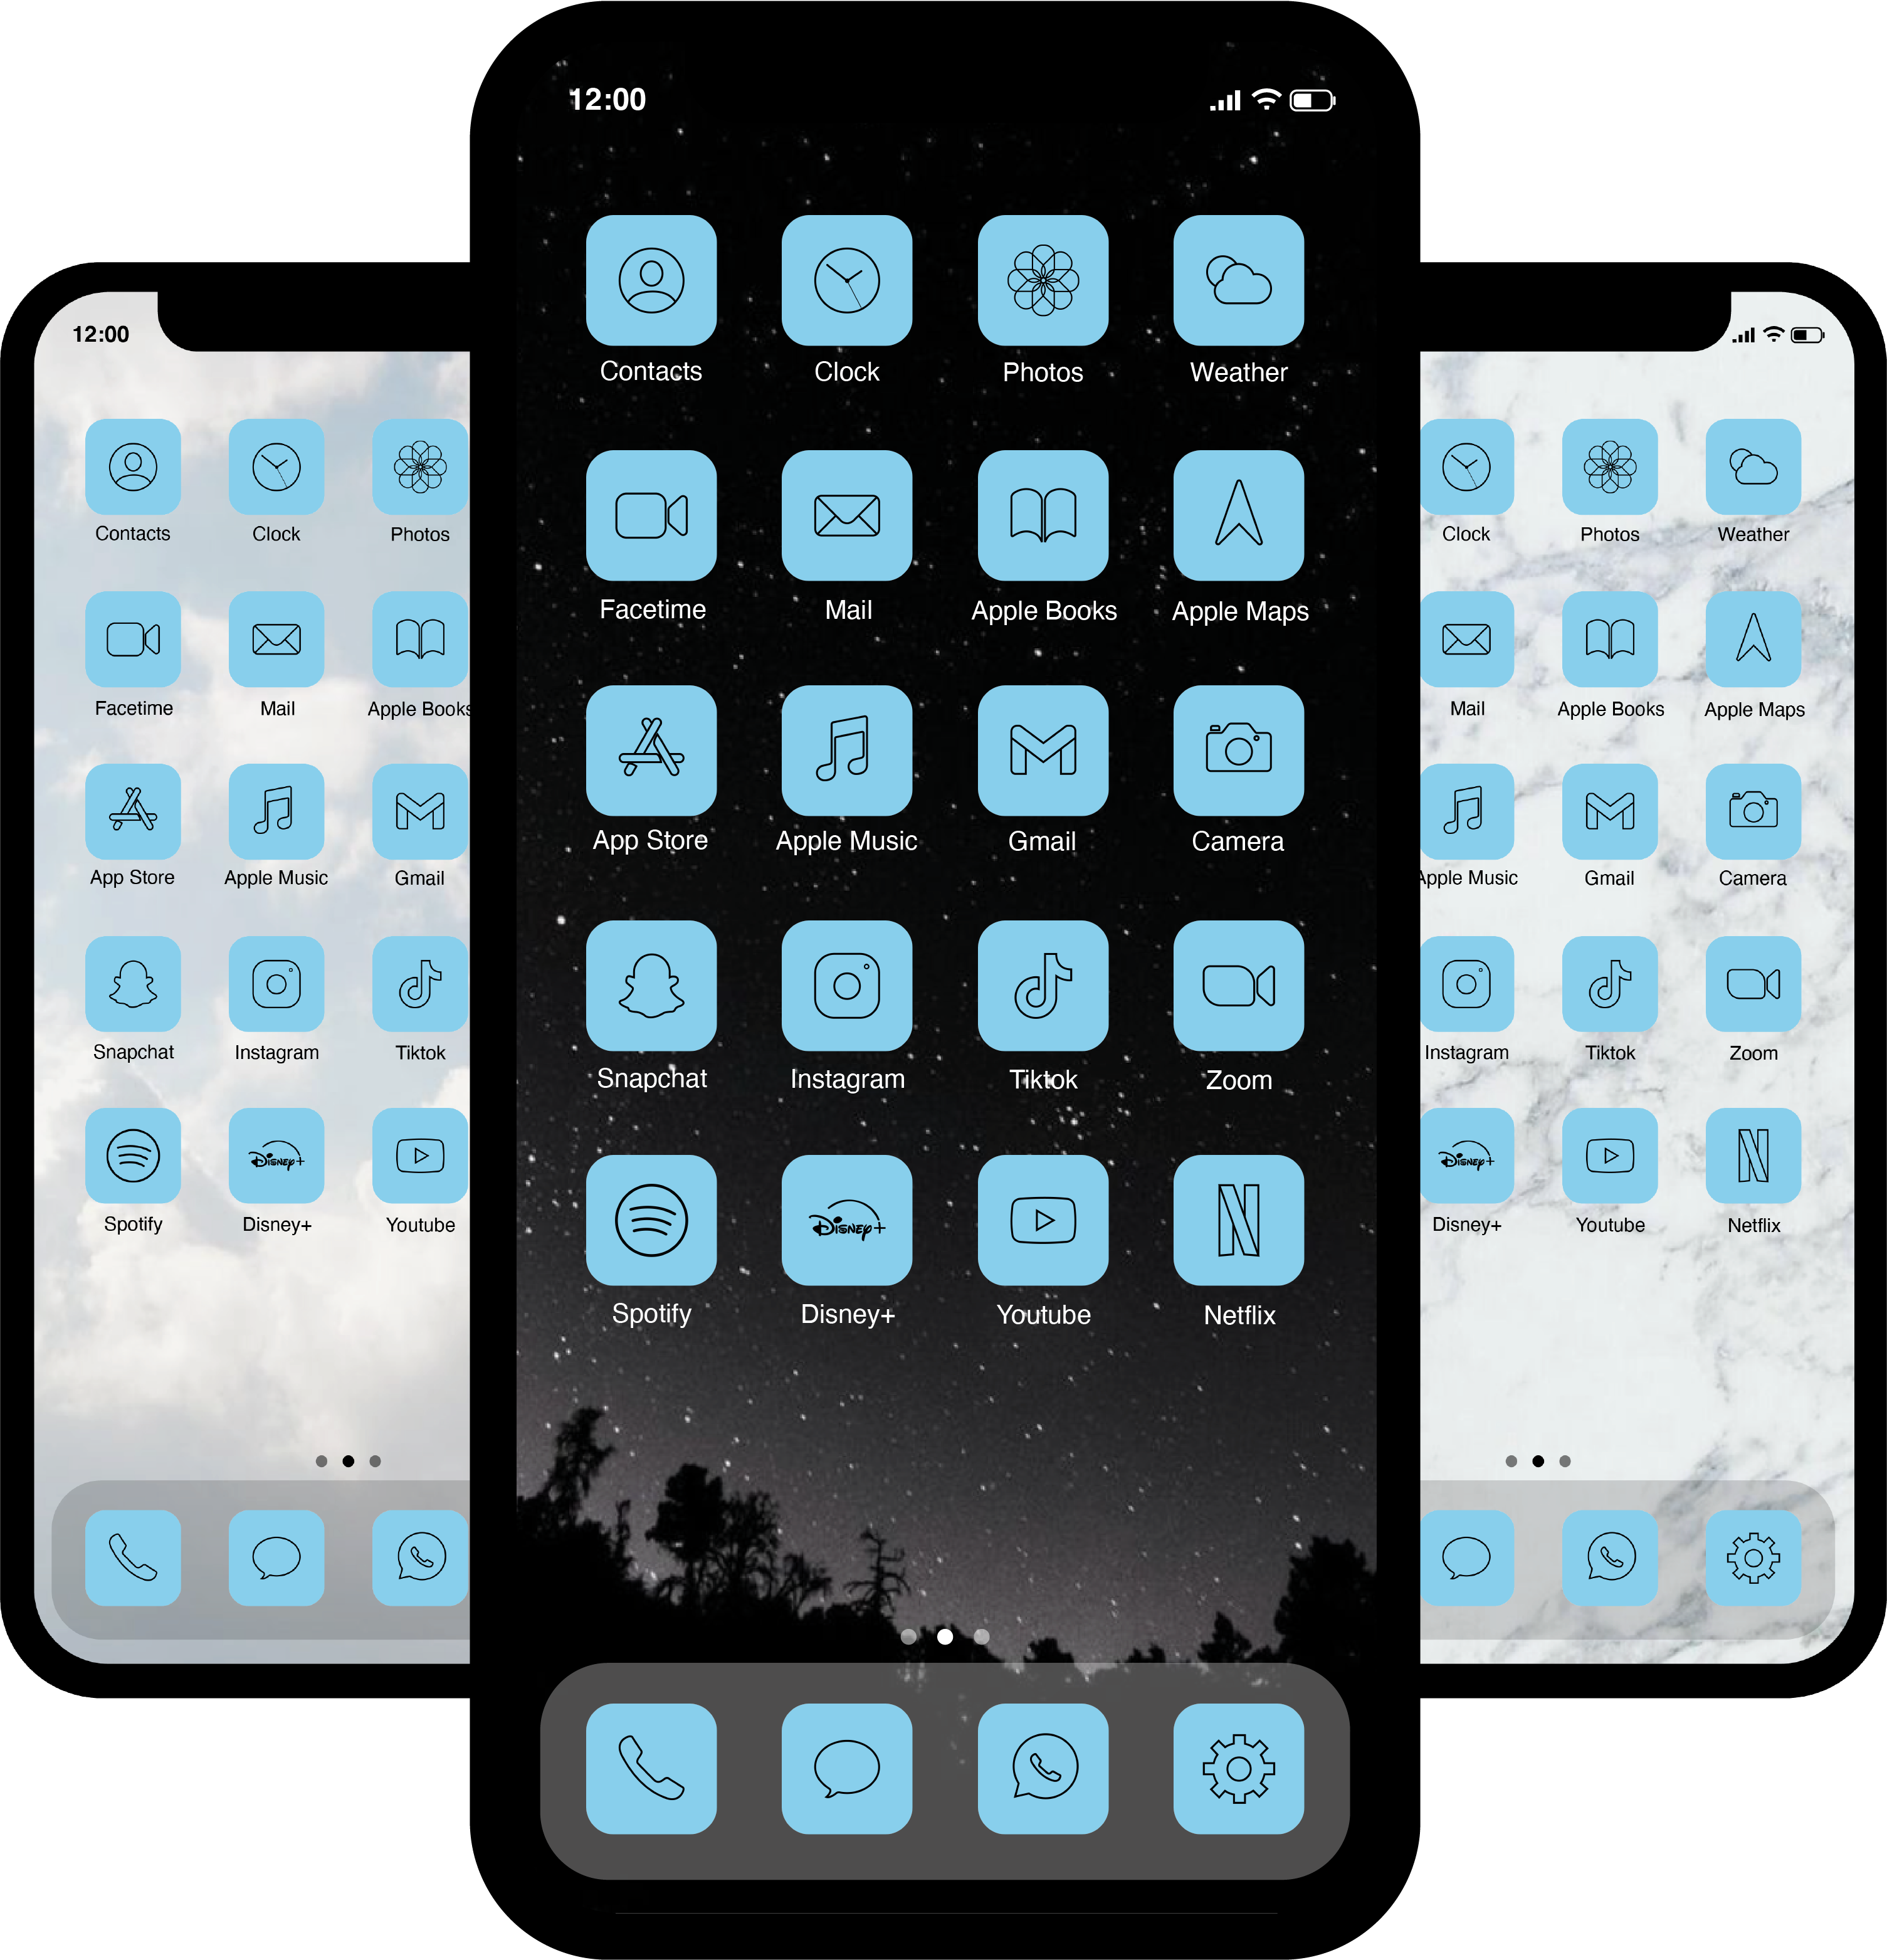 12:00
Contacts Clock Photos Weather
Facetime Mail Apple Books Apple Maps
App Store Apple Music Gmail Camera
Snapchat Instagram Tiktok Zoom
Disney+
Spotify Disney+ Youtube Netflix
12:00
Contacts Clock Photos
Facetime Mail Apple Books
App Store Apple Music Gmail
Snapchat Instagram Tiktok
Disney+
Spotify Disney+ Youtube
Clock Photos Weather
Mail Apple Books Apple Maps
Apple Music Gmail Camera
Instagram Tiktok Zoom
Disney+
Disney+ Youtube Netflix